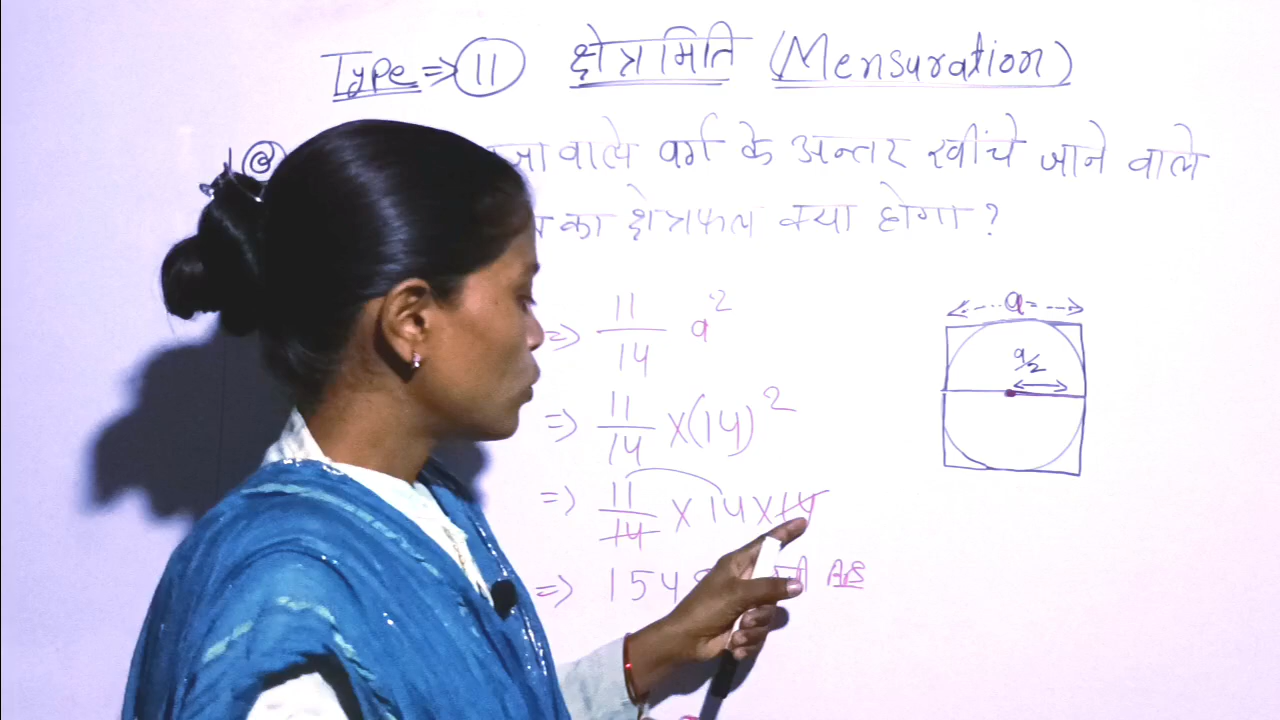 Type ⇒ 11 क्षेत्रमिति (Mensuration)
वाले वर्ग के अन्तर खींचे जाने वाले
का क्षेत्रफल क्या होगा?
⇒ 11/14 a²
⇒ 11/14 × (14)²
⇒ 11/14 × 14 × 14
⇒ 154 Ans
a
a/2